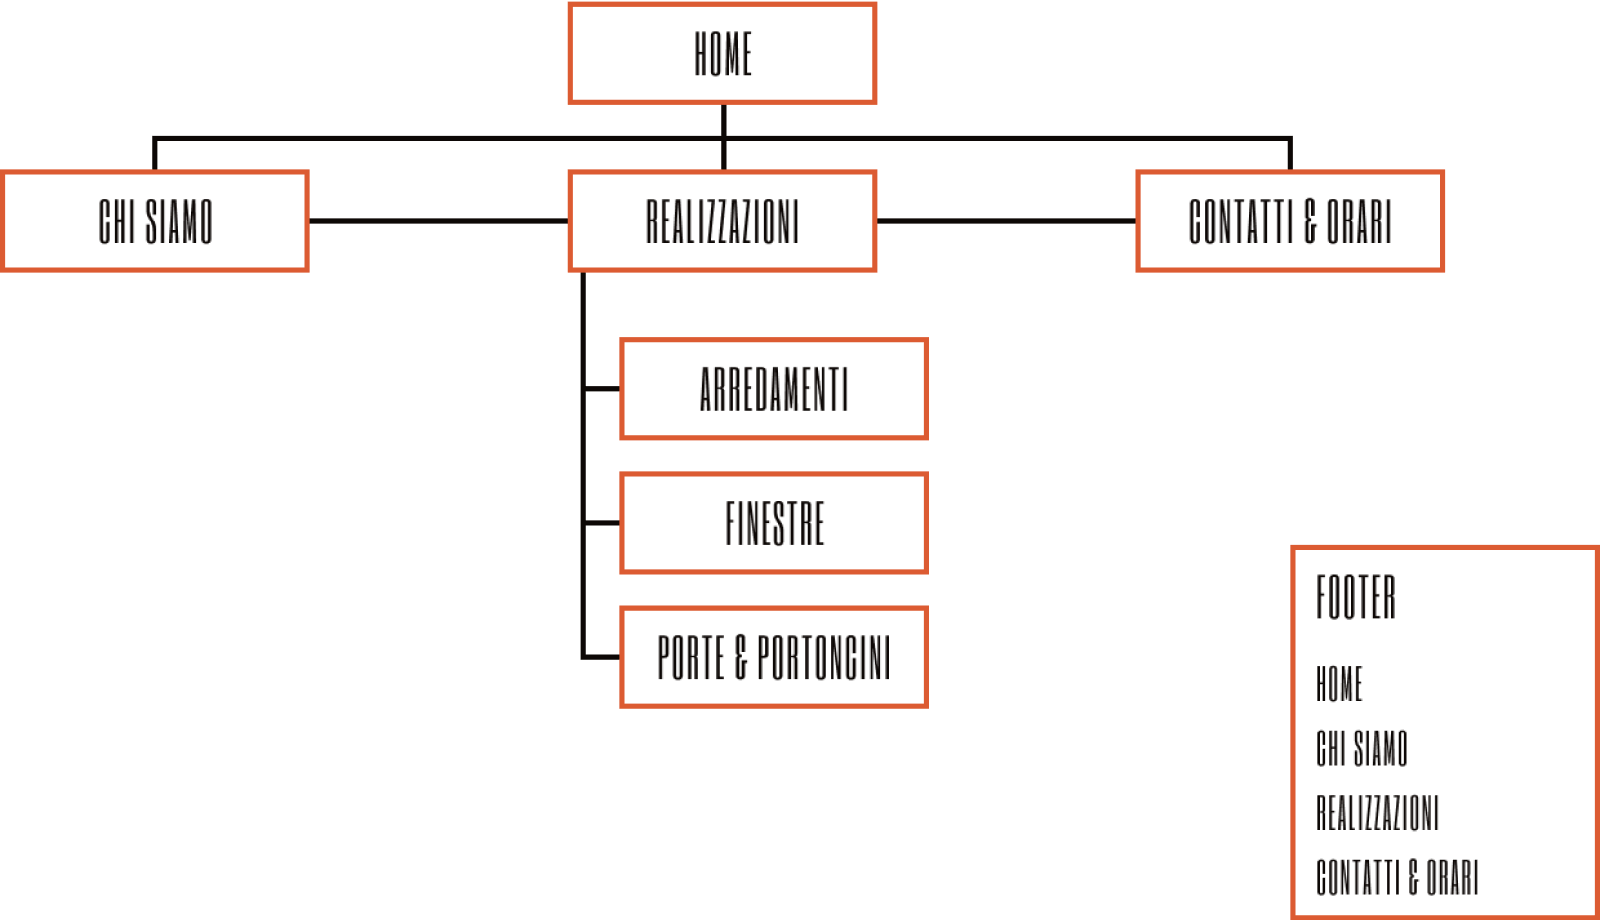 HOME
CHI SIAMO
REALIZZAZIONI
CONTATTI & ORARI
ARREDAMENTI
FINESTRE
PORTE & PORTONCINI
FOOTER
HOME
CHI SIAMO
REALIZZAZIONI
CONTATTI & ORARI